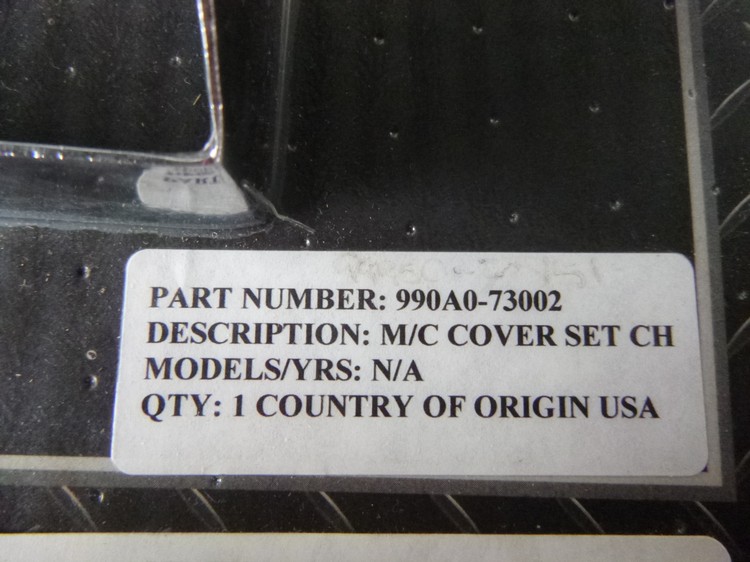 PART NUMBER: 990A0-73002
DESCRIPTION: M/C COVER SET CH
MODELS/YRS: N/A
QTY: 1 COUNTRY OF ORIGIN USA